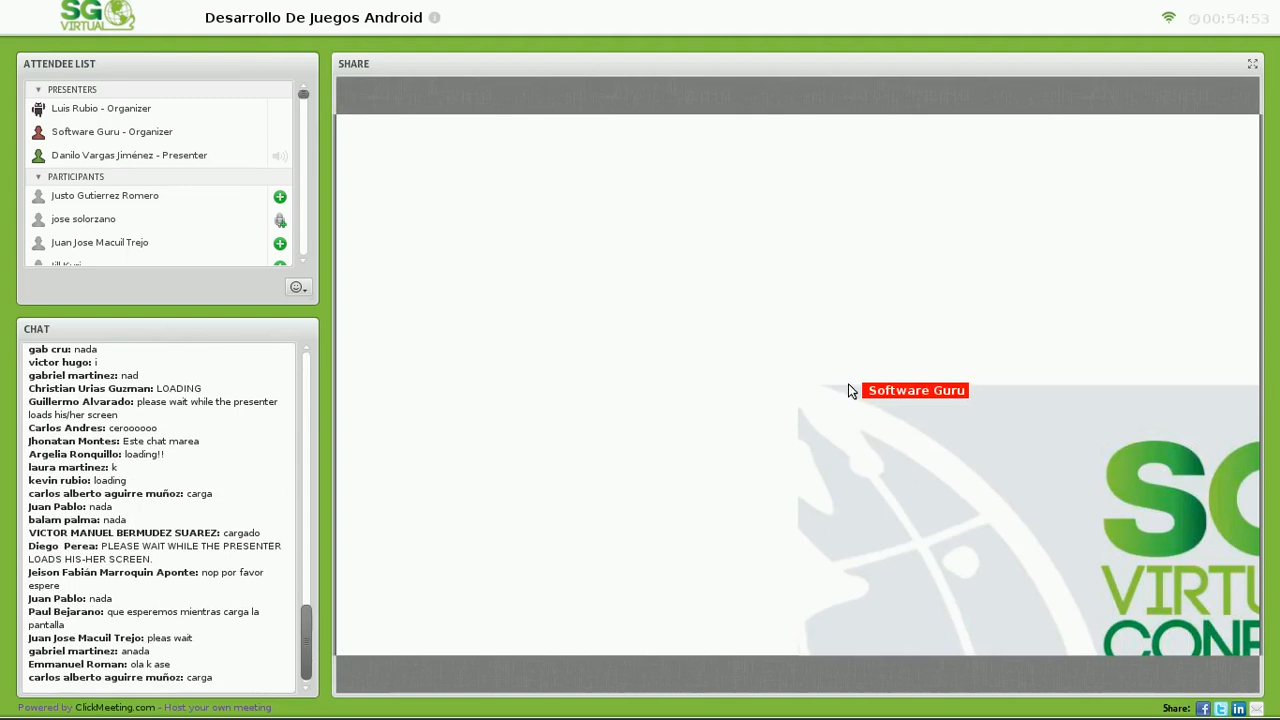 SG
VIRTUAL
Desarrollo De Juegos Android
00:54:53
ATTENDEE LIST
PRESENTERS
Luis Rubio - Organizer
Software Guru - Organizer
Danilo Vargas Jiménez - Presenter
PARTICIPANTS
Justo Gutierrez Romero
jose solorzano
Juan Jose Macuil Trejo
CHAT
gab cru: nada
victor hugo: i
gabriel martinez: nad
Christian Urias Guzman: LOADING
Guillermo Alvarado: please wait while the presenter
loads his/her screen
Carlos Andres: ceroooooo
Jhonatan Montes: Este chat marea
Argelia Ronquillo: loading!!
laura martinez: k
kevin rubio: loading
carlos alberto aguirre muñoz: carga
Juan Pablo: nada
balam palma: nada
VICTOR MANUEL BERMUDEZ SUAREZ: cargado
Diego Perea: PLEASE WAIT WHILE THE PRESENTER
LOADS HIS-HER SCREEN.
Jeison Fabián Marroquin Aponte: nop por favor
espere
Juan Pablo: nada
Paul Bejarano: que esperemos mientras carga la
pantalla
Juan Jose Macuil Trejo: pleas wait
gabriel martinez: anada
Emmanuel Roman: ola k ase
carlos alberto aguirre muñoz: carga
SHARE
Software Guru
SG
VIRTU
CONF
Powered by ClickMeeting.com - Host your own meeting
Share: